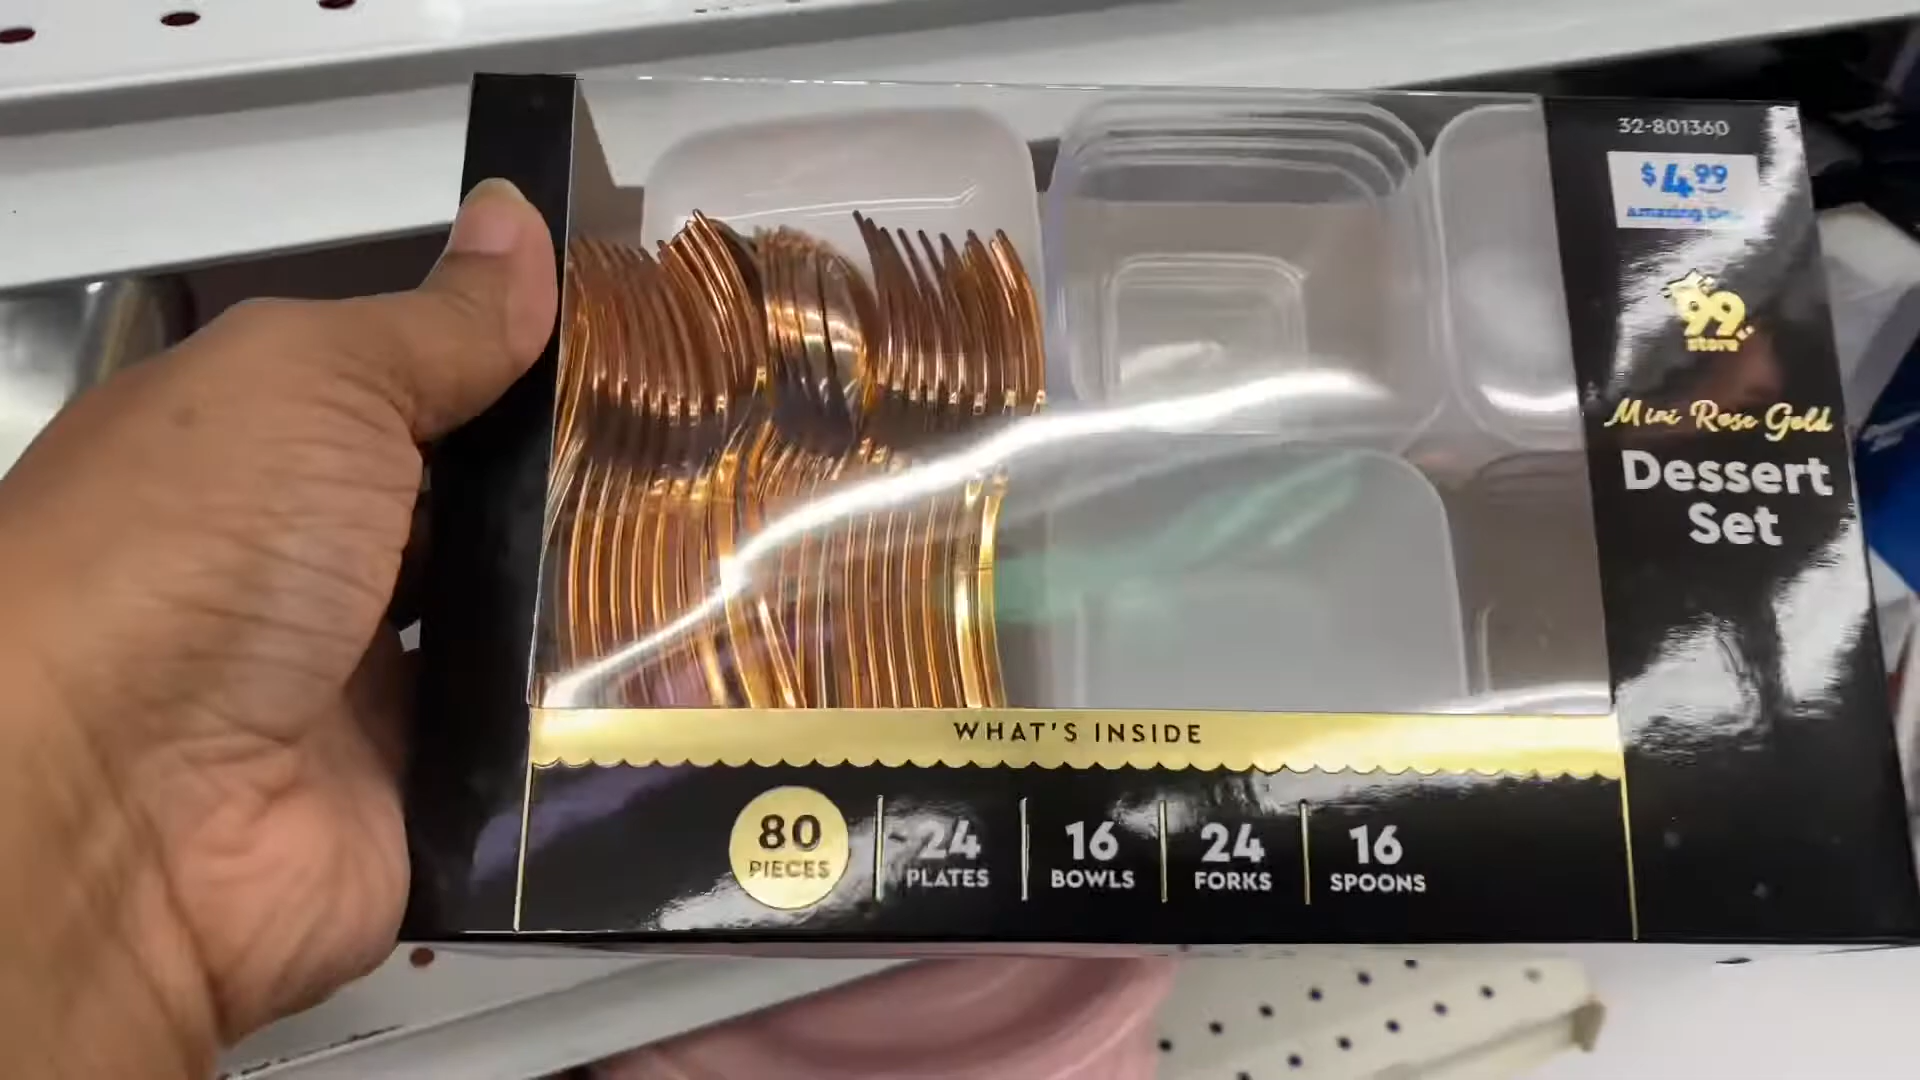 32-801360
$4.99
Amazing
99
store
Mini Rose Gold
Dessert
Set
WHAT'S INSIDE
80
PIECES
24
PLATES
16
BOWLS
24
FORKS
16
SPOONS